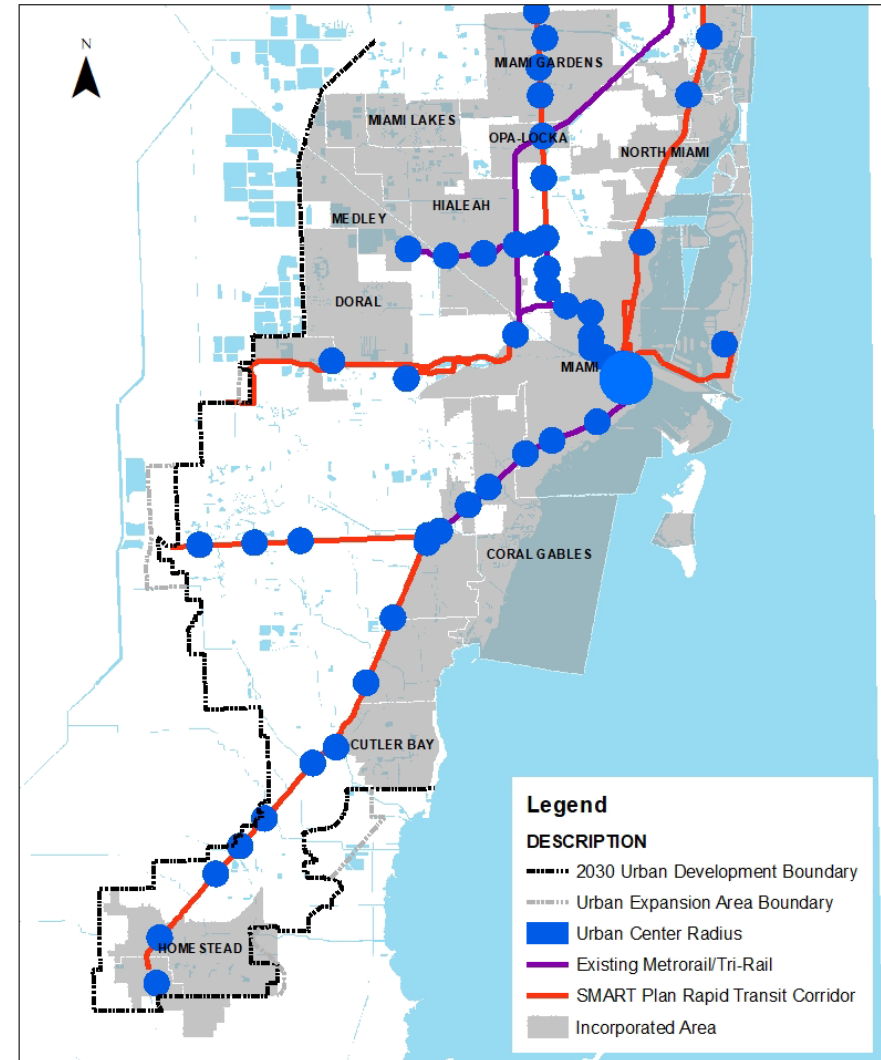 N
MIAMI GARDENS
MIAMI LAKES
OPA-LOCKA
NORTH MIAMI
HIALEAH
MEDLEY
DORAL
MIAMI
CORAL GABLES
CUTLER BAY
HOMESTEAD
Legend
DESCRIPTION
2030 Urban Development Boundary
Urban Expansion Area Boundary
Urban Center Radius
Existing Metrorail/Tri-Rail
SMART Plan Rapid Transit Corridor
Incorporated Area